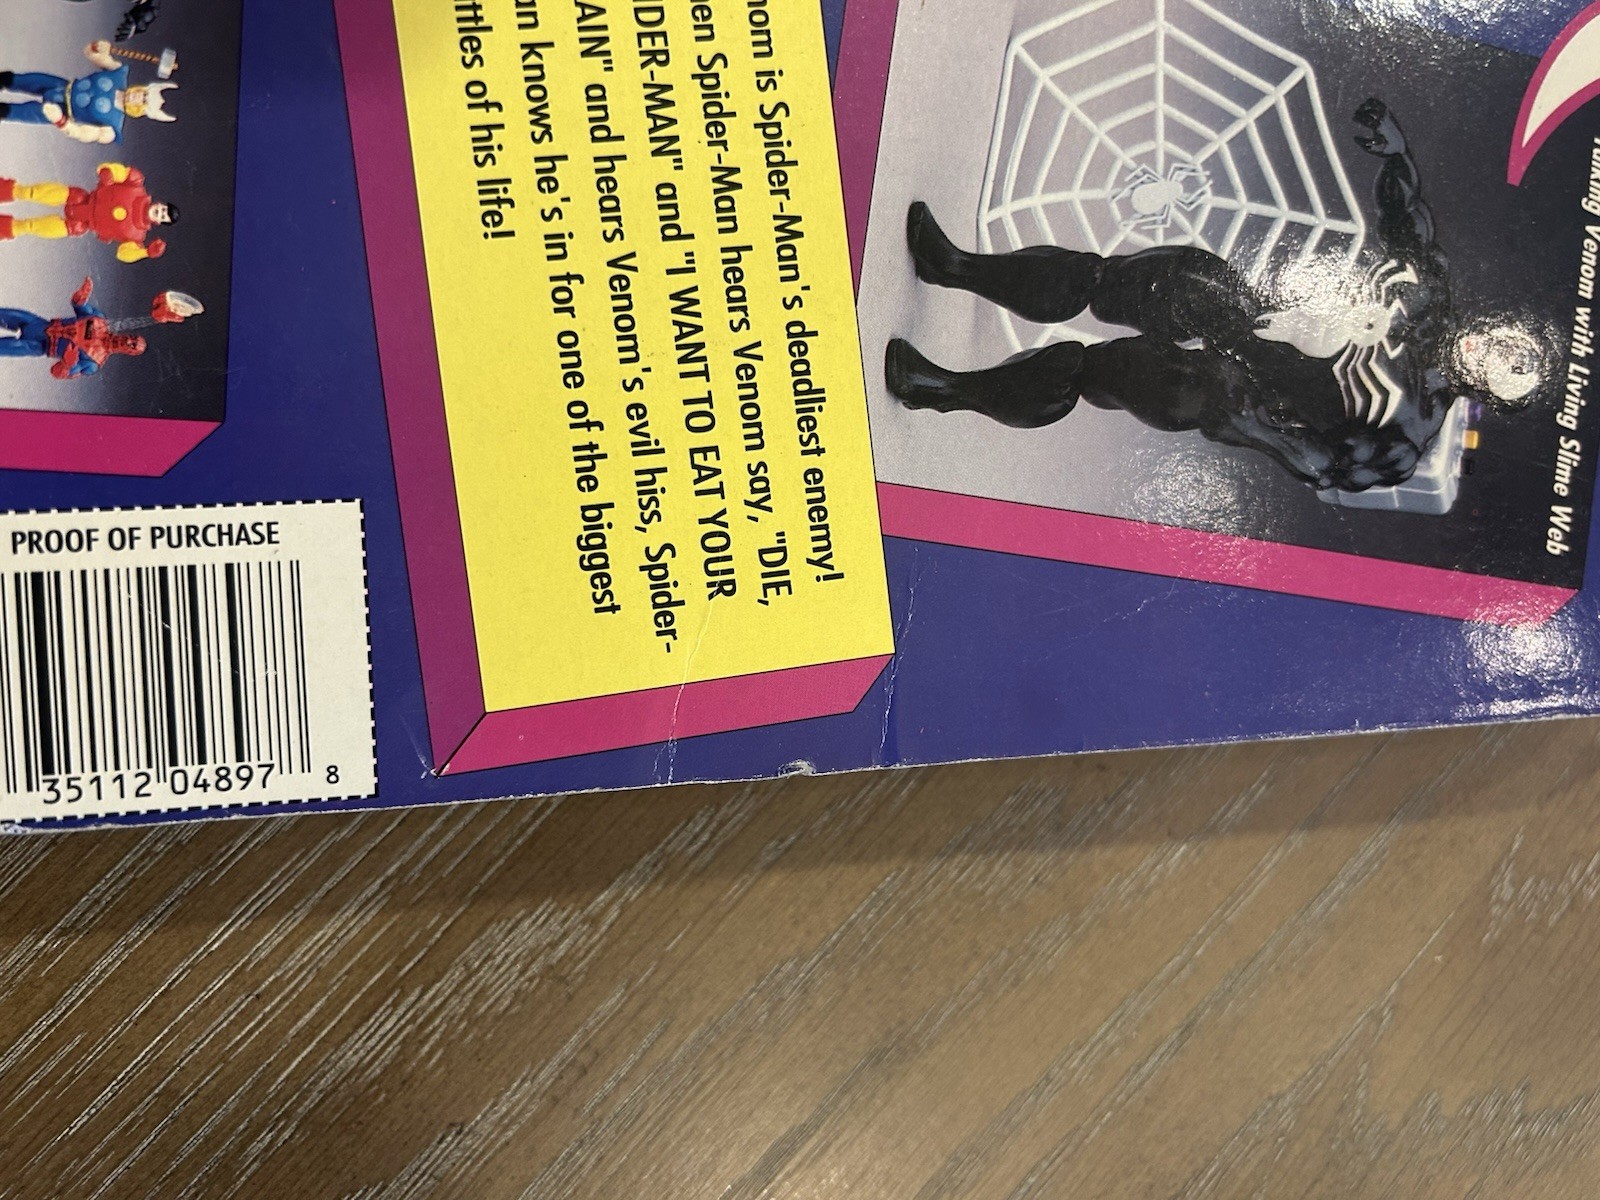 Talking Venom with Living Slime Web
nom is Spider-Man's deadliest enemy!
en Spider-Man hears Venom say, "DIE,
IDER-MAN" and "I WANT TO EAT YOUR
AIN" and hears Venom's evil hiss, Spider-
an knows he's in for one of the biggest
ttles of his life!
PROOF OF PURCHASE
35112 04897 8